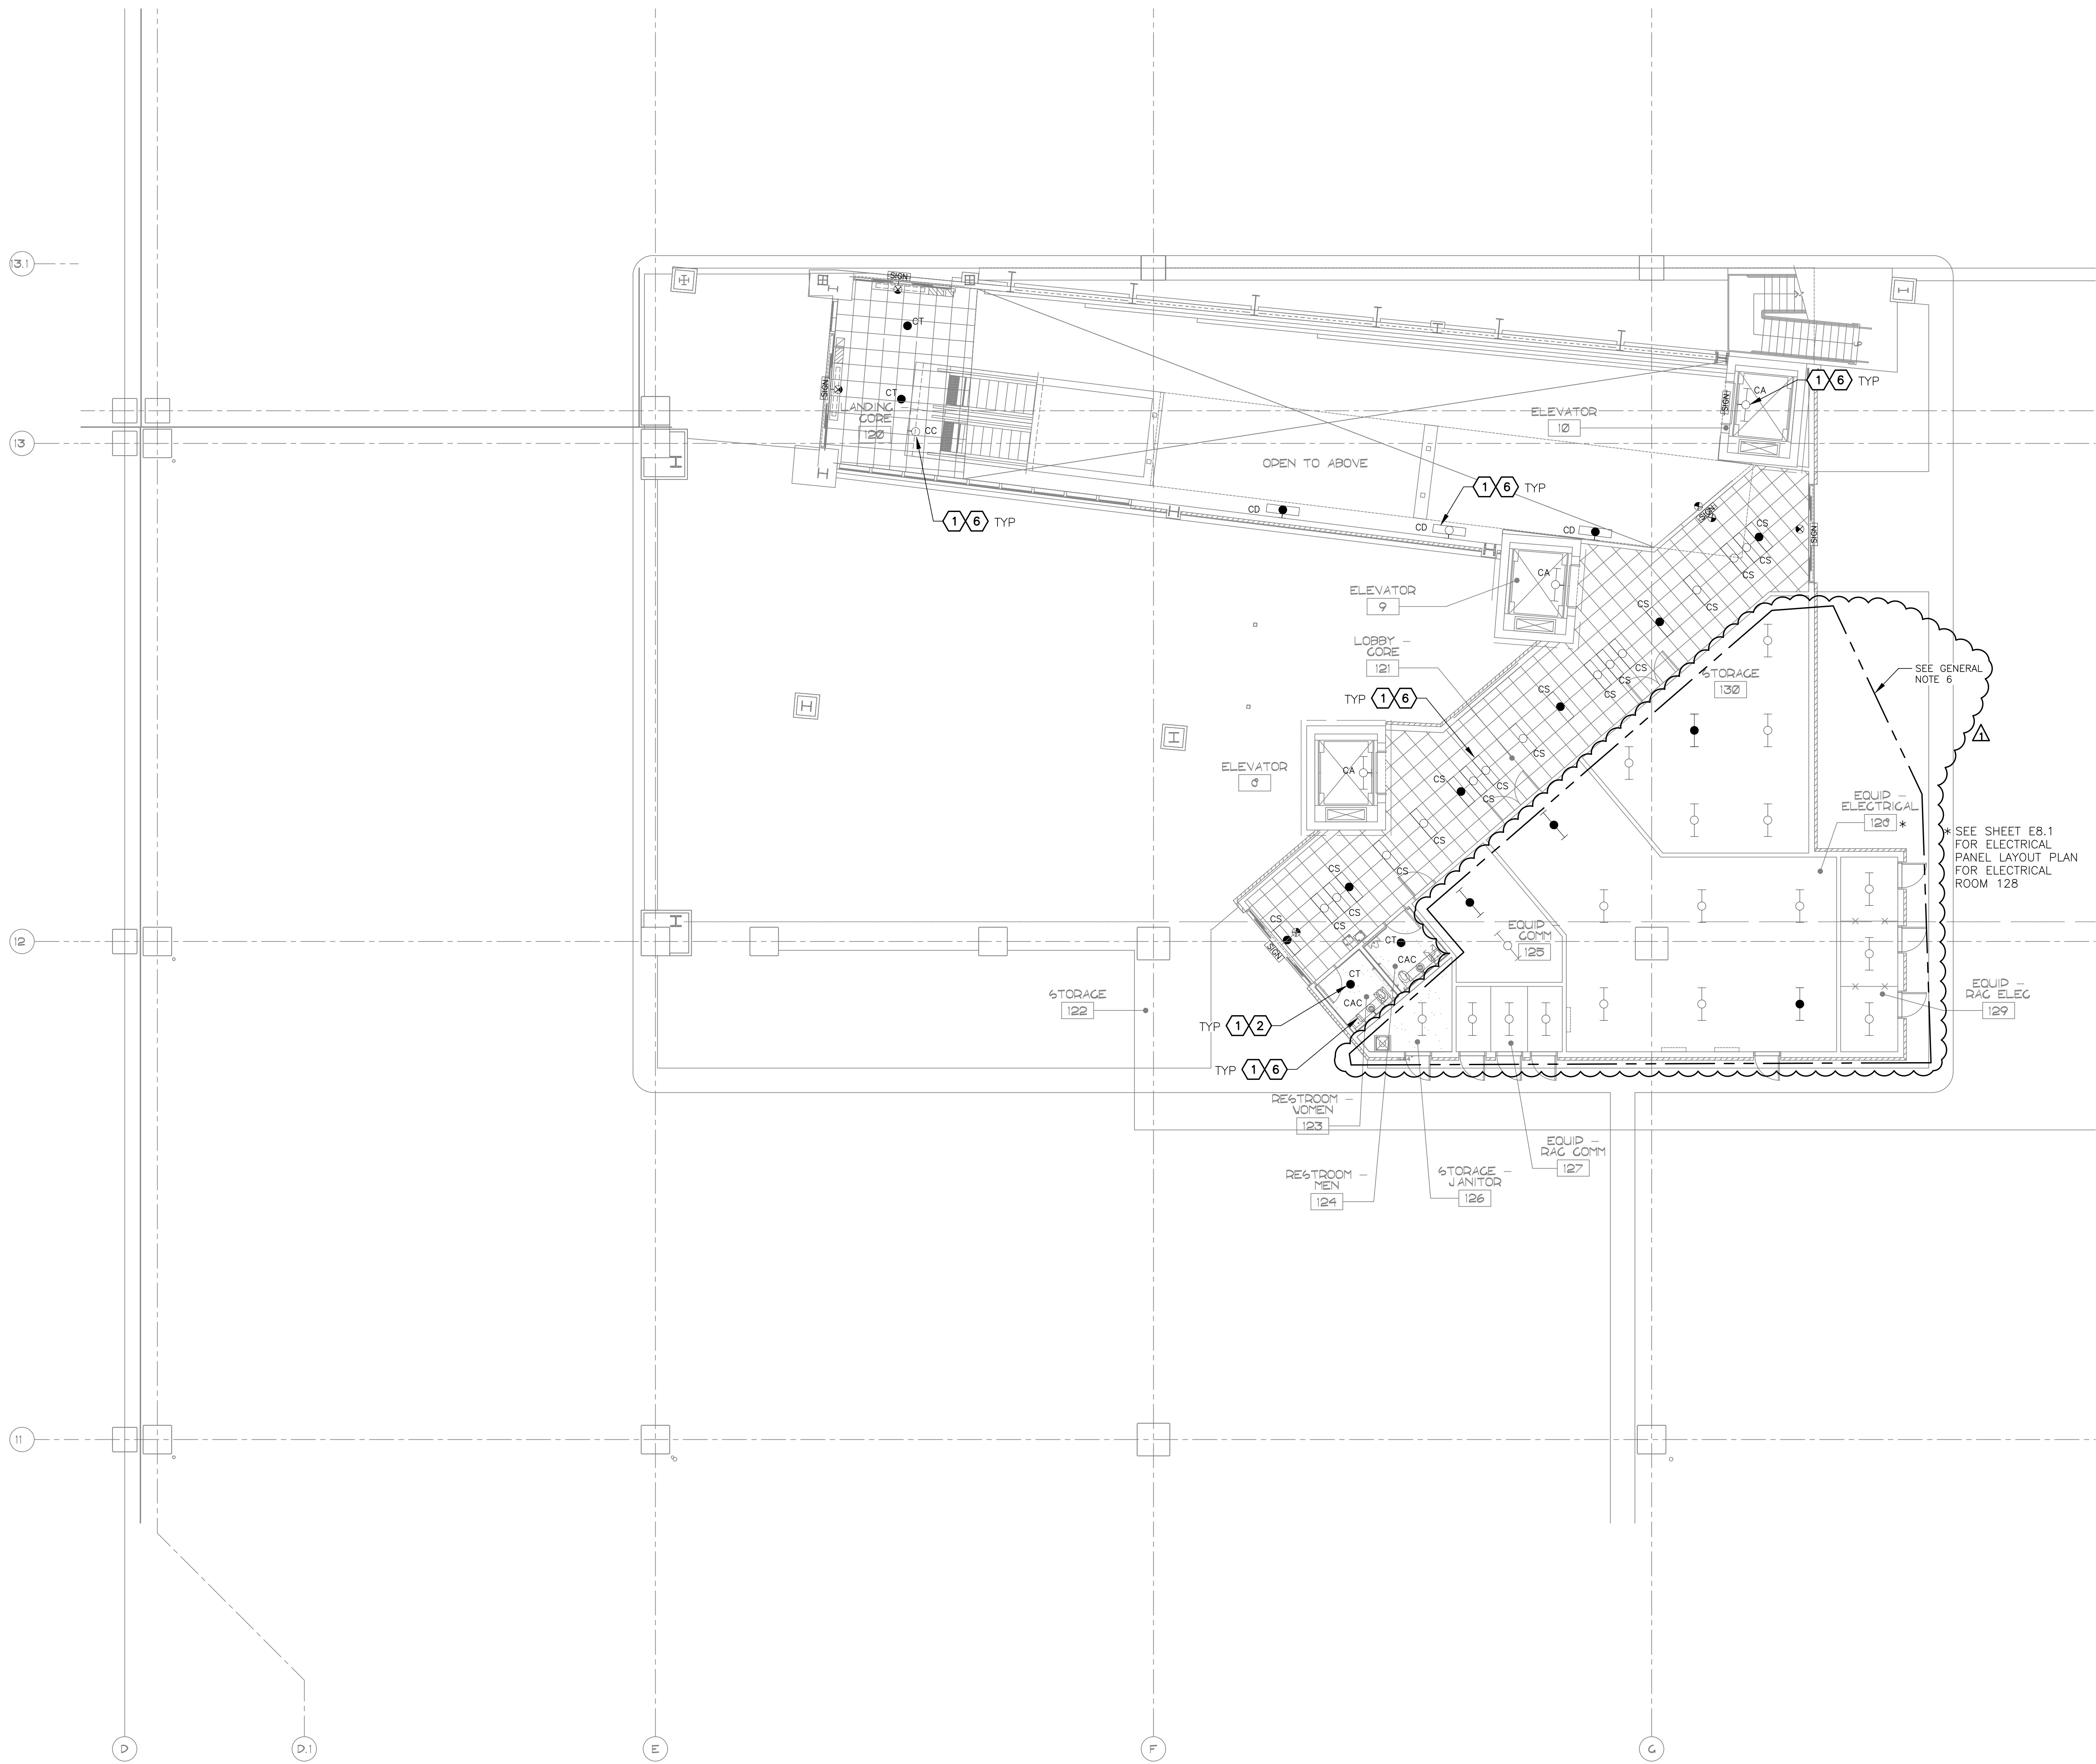 13.1
SIGN
CT
SIGN
CT
LANDING -
CORE
120
CC
1 6 TYP
CA
1 6 TYP
SIGN
ELEVATOR
10
13
OPEN TO ABOVE
1 6 TYP
CD
CD
CD
SIGN
CS
SIGN
CS
CS
CA
ELEVATOR
9
CS
CS
LOBBY -
CORE
121
CS
CS
STORAGE
130
SEE GENERAL
NOTE 6
1
TYP 1 6
CS
CS
ELEVATOR
8
CA
CS
CS
CS
EQUIP -
ELECTRICAL
128 *
* SEE SHEET E8.1
FOR ELECTRICAL
PANEL LAYOUT PLAN
FOR ELECTRICAL
ROOM 128
CS
CS
CS
CS
CS
CS
SIGN
12
CT
CAC
EQUIP -
COMM
125
CT
CAC
STORAGE
122
EQUIP -
RAC ELEC
129
TYP 1 2
TYP 1 6
RESTROOM -
WOMEN
123
RESTROOM -
MEN
124
STORAGE -
JANITOR
126
EQUIP -
RAC COMM
127
11
D
D.1
E
F
G